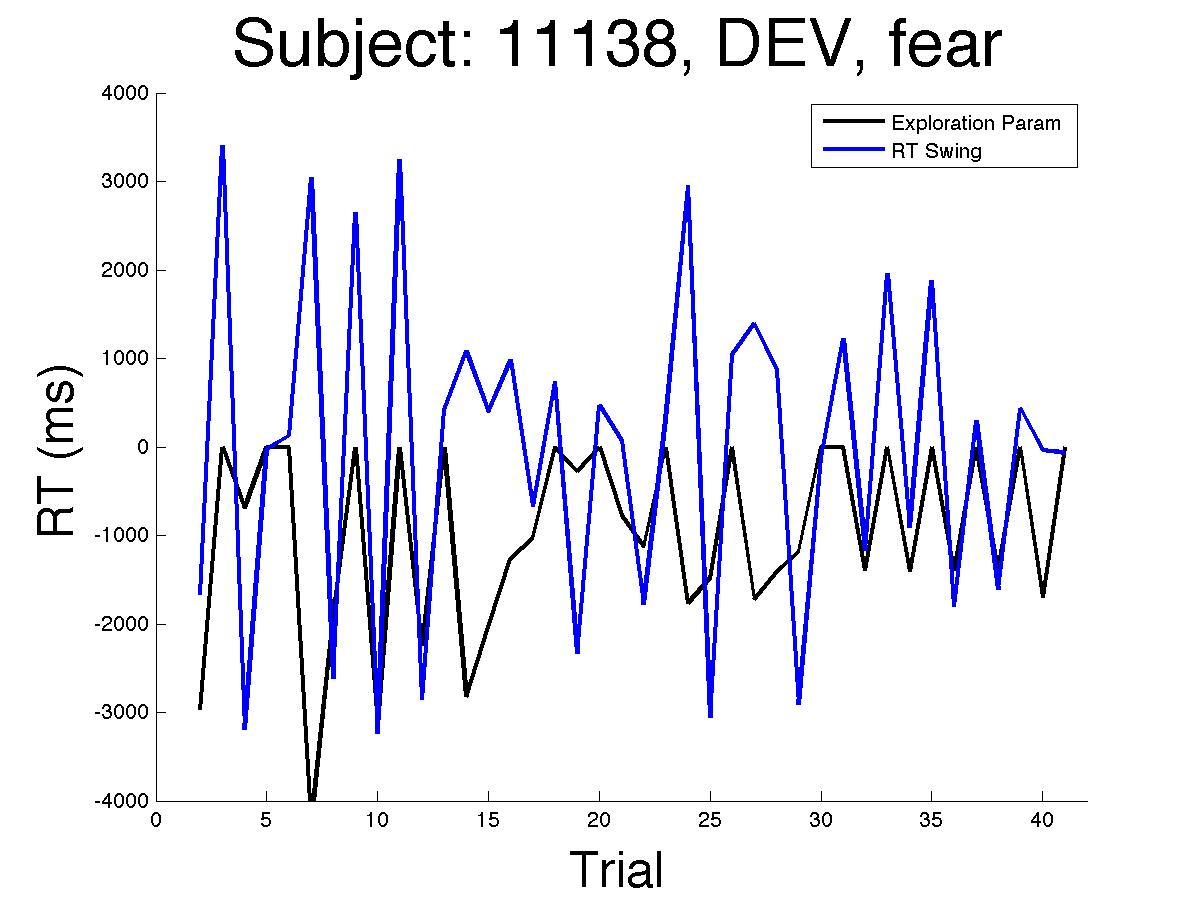 Subject: 11138, DEV, fear
Exploration Param
RT Swing
4000
3000
2000
1000
0
-1000
-2000
-3000
-4000
RT (ms)
0 5 10 15 20 25 30 35 40
Trial